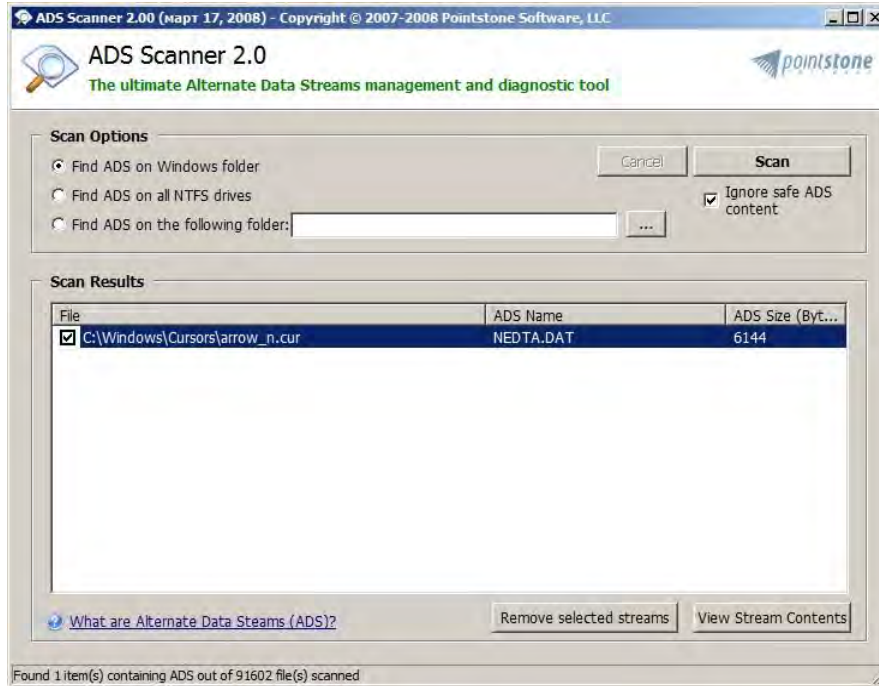 ADS Scanner 2.00 (март 17, 2008) - Copyright © 2007-2008 Pointstone Software, LLC
ADS Scanner 2.0
pointstone
The ultimate Alternate Data Streams management and diagnostic tool
Scan Options
Find ADS on Windows folder
Cancel
Scan
Find ADS on all NTFS drives
Ignore safe ADS
content
Find ADS on the following folder:
...
Scan Results
File ADS Name ADS Size (Byt...
C:\Windows\Cursors\arrow_n.cur NEDTA.DAT 6144
What are Alternate Data Steams (ADS)?
Remove selected streams
View Stream Contents
Found 1 item(s) containing ADS out of 91602 file(s) scanned